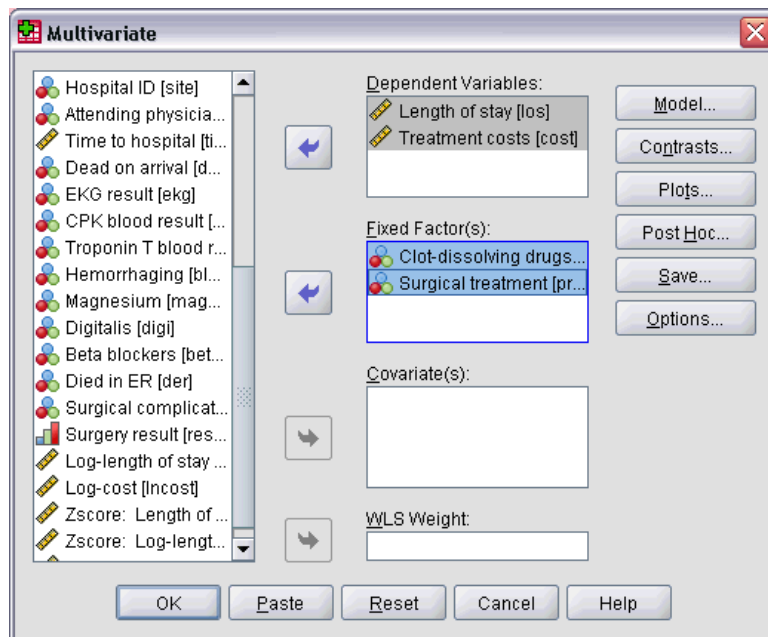 Multivariate
Hospital ID [site]
Attending physicia...
Time to hospital [ti...
Dead on arrival [d...
EKG result [ekg]
CPK blood result [...
Troponin T blood r...
Hemorrhaging [bl...
Magnesium [mag...
Digitalis [digi]
Beta blockers [bet...
Died in ER [der]
Surgical complicat...
Surgery result [res...
Log-length of stay ...
Log-cost [lncost]
Zscore: Length of ...
Zscore: Log-lengt...
Dependent Variables:
Length of stay [los]
Treatment costs [cost]
Fixed Factor(s):
Clot-dissolving drugs...
Surgical treatment [pr...
Covariate(s):
WLS Weight:
Model...
Contrasts...
Plots...
Post Hoc...
Save...
Options...
OK
Paste
Reset
Cancel
Help